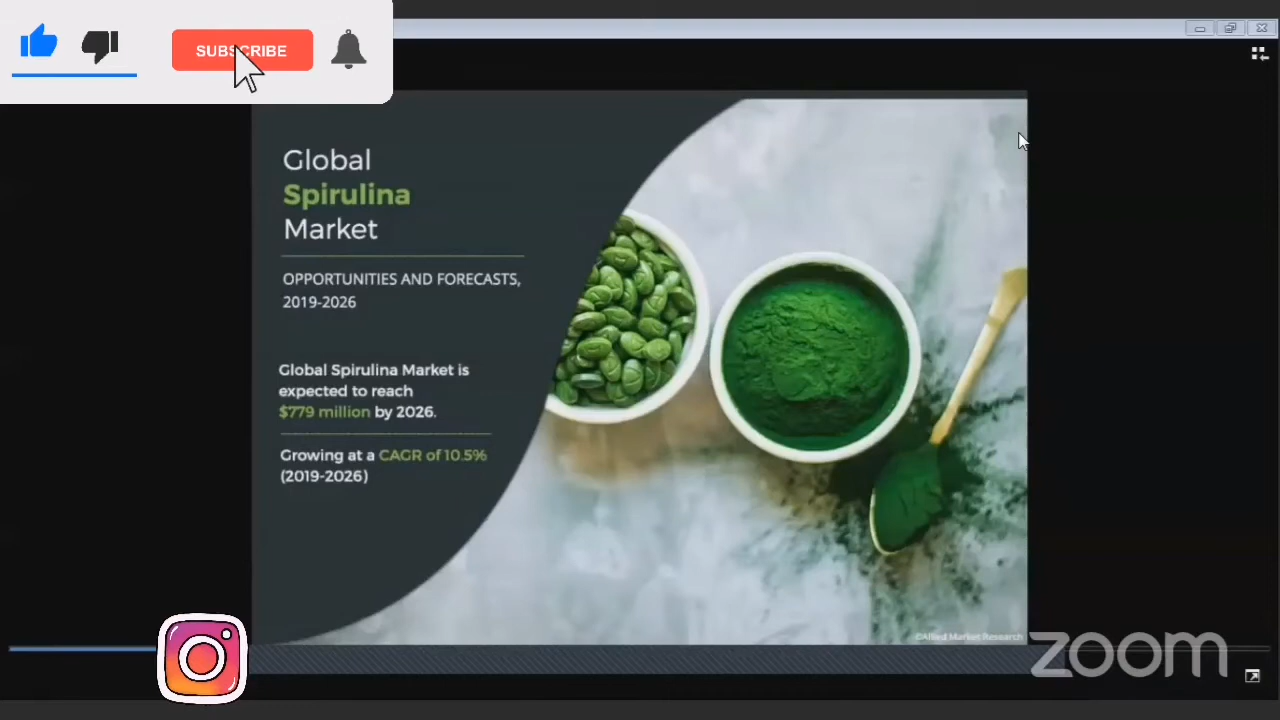 SUBSCRIBE
Global
Spirulina
Market
OPPORTUNITIES AND FORECASTS,
2019-2026
Global Spirulina Market is
expected to reach
$779 million by 2026.
Growing at a CAGR of 10.5%
(2019-2026)
©Allied Market Research
zoom